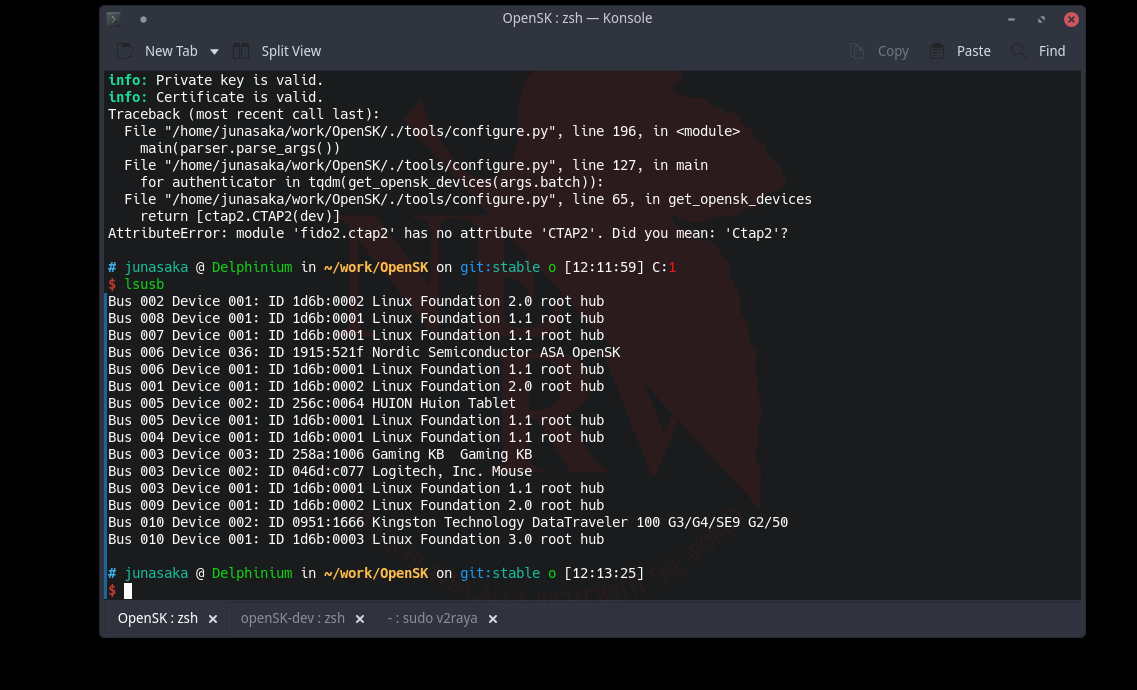 OpenSK : zsh — Konsole
New Tab Split View Copy Paste Find
info: Private key is valid.
info: Certificate is valid.
Traceback (most recent call last):
  File "/home/junasaka/work/OpenSK/./tools/configure.py", line 196, in <module>
    main(parser.parse_args())
  File "/home/junasaka/work/OpenSK/./tools/configure.py", line 127, in main
    for authenticator in tqdm(get_opensk_devices(args.batch)):
  File "/home/junasaka/work/OpenSK/./tools/configure.py", line 65, in get_opensk_devices
    return [ctap2.CTAP2(dev)]
AttributeError: module 'fido2.ctap2' has no attribute 'CTAP2'. Did you mean: 'Ctap2'?
# junasaka @ Delphinium in ~/work/OpenSK on git:stable o [12:11:59] C:1
$ lsusb
Bus 002 Device 001: ID 1d6b:0002 Linux Foundation 2.0 root hub
Bus 008 Device 001: ID 1d6b:0001 Linux Foundation 1.1 root hub
Bus 007 Device 001: ID 1d6b:0001 Linux Foundation 1.1 root hub
Bus 006 Device 036: ID 1915:521f Nordic Semiconductor ASA OpenSK
Bus 006 Device 001: ID 1d6b:0001 Linux Foundation 1.1 root hub
Bus 001 Device 001: ID 1d6b:0002 Linux Foundation 2.0 root hub
Bus 005 Device 002: ID 256c:0064 HUION Huion Tablet
Bus 005 Device 001: ID 1d6b:0001 Linux Foundation 1.1 root hub
Bus 004 Device 001: ID 1d6b:0001 Linux Foundation 1.1 root hub
Bus 003 Device 003: ID 258a:1006 Gaming KB  Gaming KB
Bus 003 Device 002: ID 046d:c077 Logitech, Inc. Mouse
Bus 003 Device 001: ID 1d6b:0001 Linux Foundation 1.1 root hub
Bus 009 Device 001: ID 1d6b:0002 Linux Foundation 2.0 root hub
Bus 010 Device 002: ID 0951:1666 Kingston Technology DataTraveler 100 G3/G4/SE9 G2/50
Bus 010 Device 001: ID 1d6b:0003 Linux Foundation 3.0 root hub
# junasaka @ Delphinium in ~/work/OpenSK on git:stable o [12:13:25]
$
OpenSK : zsh openSK-dev : zsh - : sudo v2raya
NERV